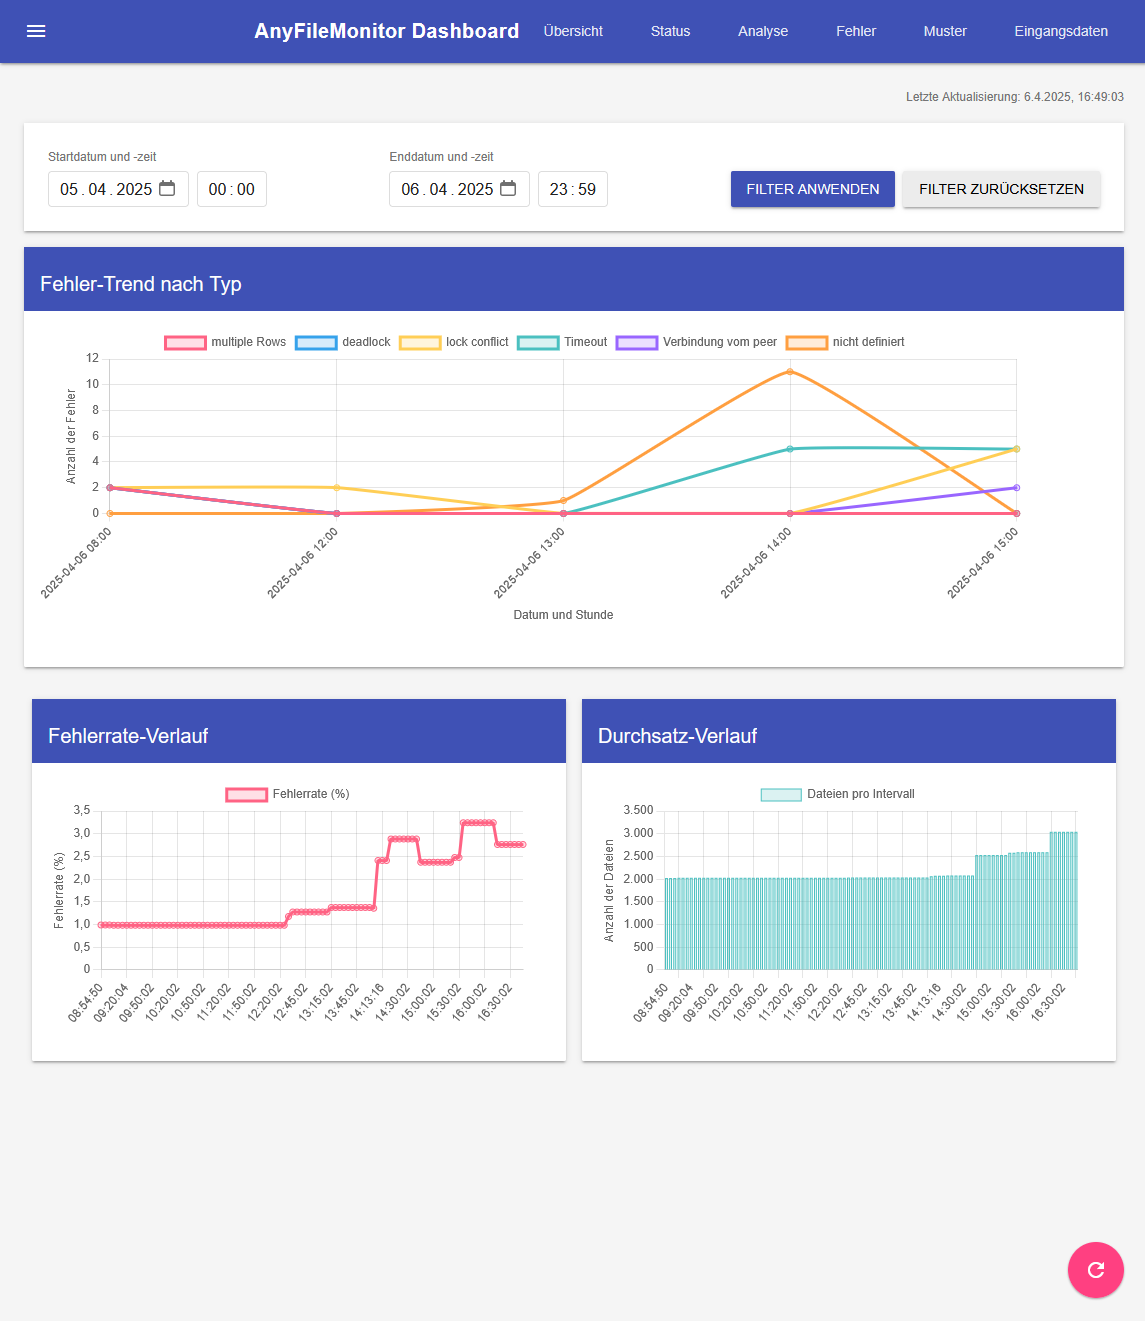 AnyFileMonitor Dashboard Übersicht Status Analyse Fehler Muster Eingangsdaten
Letzte Aktualisierung: 6.4.2025, 16:49:03
Startdatum und -zeit Enddatum und -zeit
05.04.2025 00:00 06.04.2025 23:59 FILTER ANWENDEN FILTER ZURÜCKSETZEN
Fehler-Trend nach Typ
multiple Rows deadlock lock conflict Timeout Verbindung vom peer nicht definiert
Anzahl der Fehler
12
10
8
6
4
2
0
2025-04-06 08:00 2025-04-06 12:00 2025-04-06 13:00 2025-04-06 14:00 2025-04-06 15:00
Datum und Stunde
Fehlerrate-Verlauf
Fehlerrate (%)
Fehlerrate (%)
3,5
3,0
2,5
2,0
1,5
1,0
0,5
0
08:54:50 09:20:04 09:50:02 10:20:02 10:50:02 11:20:02 11:50:02 12:20:02 12:45:02 13:15:02 13:45:02 14:13:16 14:30:02 15:00:02 15:30:02 16:00:02 16:30:02
Durchsatz-Verlauf
Dateien pro Intervall
Anzahl der Dateien
3.500
3.000
2.500
2.000
1.500
1.000
500
0
08:54:50 09:20:04 09:50:02 10:20:02 10:50:02 11:20:02 11:50:02 12:20:02 12:45:02 13:15:02 13:45:02 14:13:16 14:30:02 15:00:02 15:30:02 16:00:02 16:30:02